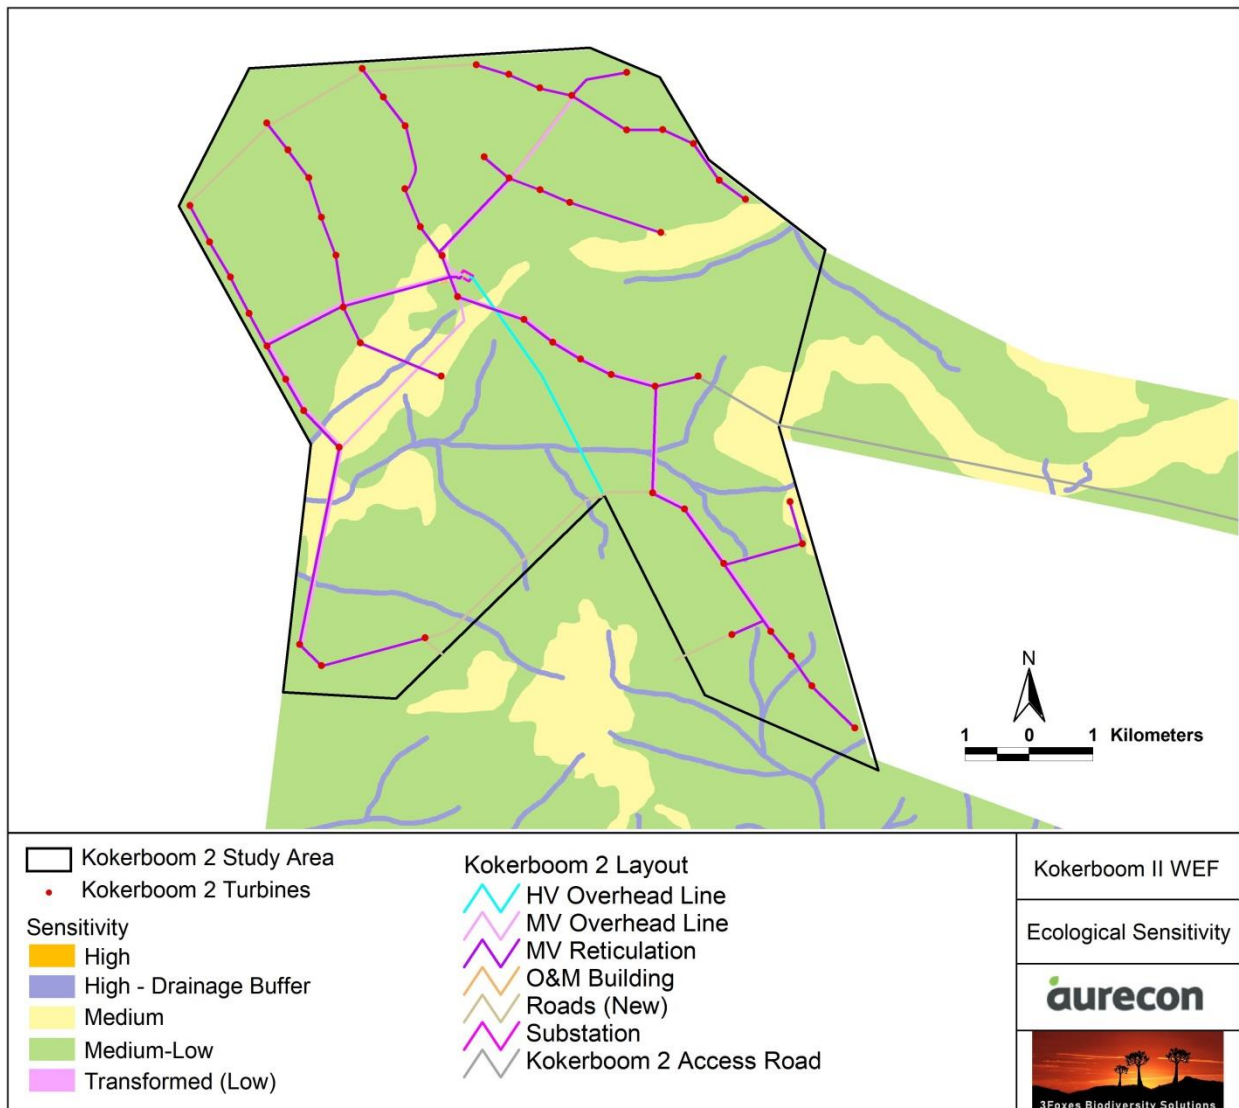 N
1 0 1 Kilometers
Kokerboom 2 Study Area
Kokerboom 2 Turbines
Sensitivity
High
High - Drainage Buffer
Medium
Medium-Low
Transformed (Low)
Kokerboom 2 Layout
HV Overhead Line
MV Overhead Line
MV Reticulation
O&M Building
Roads (New)
Substation
Kokerboom 2 Access Road
Kokerboom II WEF
Ecological Sensitivity
aurecon
3Foxes Biodiversity Solutions